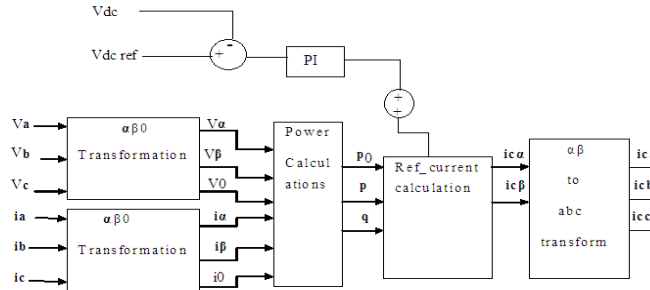 Vdc
Vdc ref
+ -
PI
+
+
Va
Vb
Vc
αβ0
Transformation
Vα
Vβ
V0
ia
ib
ic
αβ0
Transformation
iα
iβ
i0
Power
Calcul
ations
p0
p
q
Ref_current
calculation
icα
icβ
αβ
to
abc
transform
ic
icb
icc